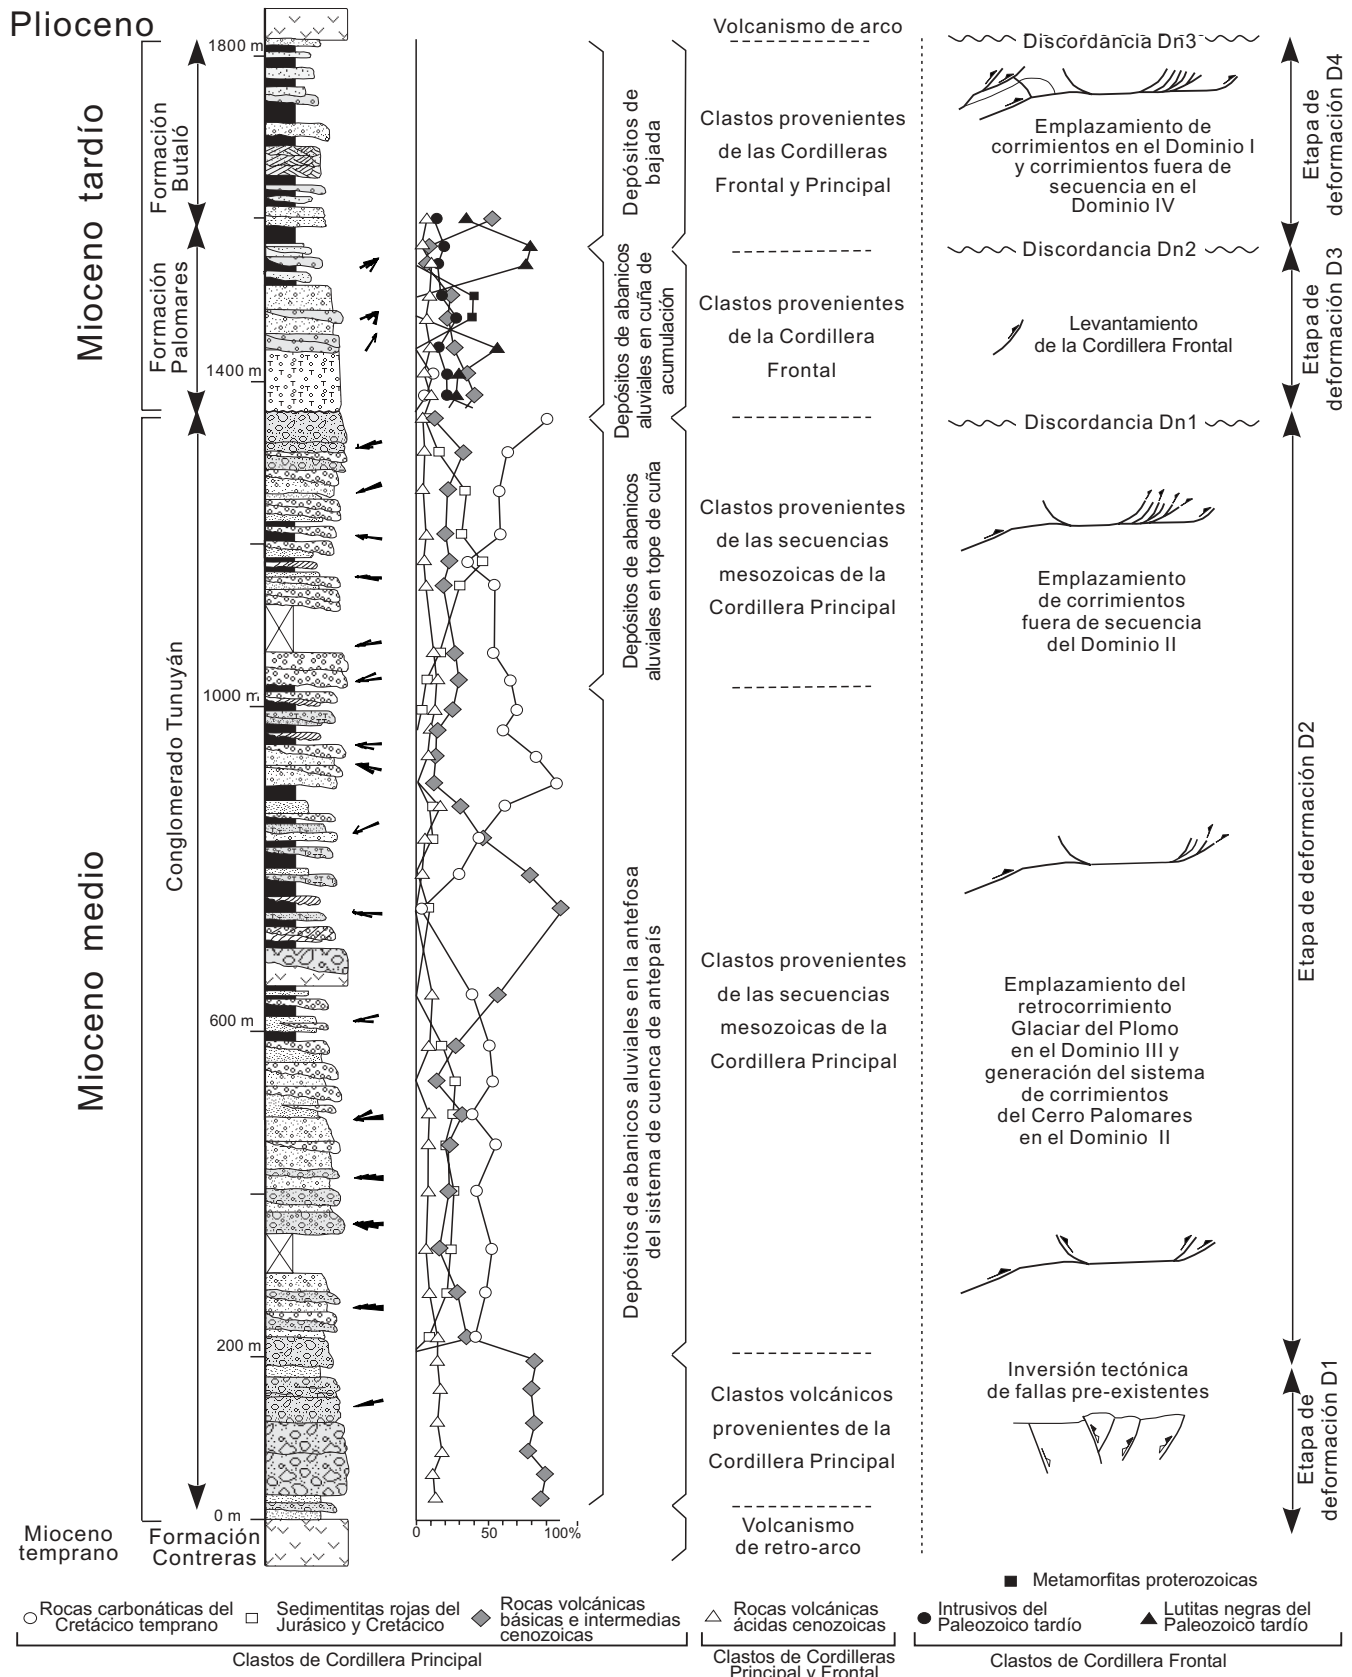 Plioceno
Mioceno tardío
Mioceno medio
Mioceno
temprano
Formación
Butaló
Formación
Palomares
Conglomerado Tunuyán
Formación
Contreras
1800 m
1400 m
1000 m
600 m
200 m
0 m
0
50
100%
Depósitos de
bajada
Depósitos de abanicos
aluviales en cuña de
acumulación
Depósitos de abanicos
aluviales en tope de cuña
Depósitos de abanicos aluviales en la antefosa
del sistema de cuenca de antepaís
Volcanismo de arco
Clastos provenientes
de las Cordilleras
Frontal y Principal
Clastos provenientes
de la Cordillera
Frontal
Clastos provenientes
de las secuencias
mesozoicas de la
Cordillera Principal
Clastos provenientes
de las secuencias
mesozoicas de la
Cordillera Principal
Clastos volcánicos
provenientes de la
Cordillera Principal
Volcanismo
de retro-arco
Discordancia Dn3
Emplazamiento de
corrimientos en el Dominio I
y corrimientos fuera de
secuencia en el
Dominio IV
Discordancia Dn2
Levantamiento
de la Cordillera Frontal
Discordancia Dn1
Emplazamiento
de corrimientos
fuera de secuencia
del Dominio II
Emplazamiento del
retrocorrimiento
Glaciar del Plomo
en el Dominio III y
generación del sistema
de corrimientos
del Cerro Palomares
en el Dominio II
Inversión tectónica
de fallas pre-existentes
Etapa de
deformación D4
Etapa de
deformación D3
Etapa de deformación D2
Etapa de
deformación D1
Metamorfitas proterozoicas
Rocas carbonáticas del
Cretácico temprano
Sedimentitas rojas del
Jurásico y Cretácico
Rocas volcánicas
básicas e intermedias
cenozoicas
Rocas volcánicas
ácidas cenozoicas
Intrusivos del
Paleozoico tardío
Lutitas negras del
Paleozoico tardío
Clastos de Cordillera Principal
Clastos de Cordilleras
Principal y Frontal
Clastos de Cordillera Frontal